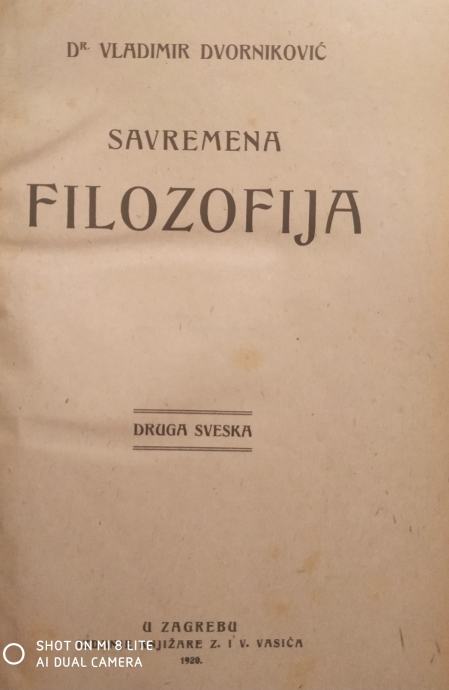 Dr. VLADIMIR DVORNIKOVIĆ
SAVREMENA
FILOZOFIJA
DRUGA SVESKA
U ZAGREBU
Z. I V. VASIĆA
1920.
SHOT ON MI 8 LITE
AI DUAL CAMERA